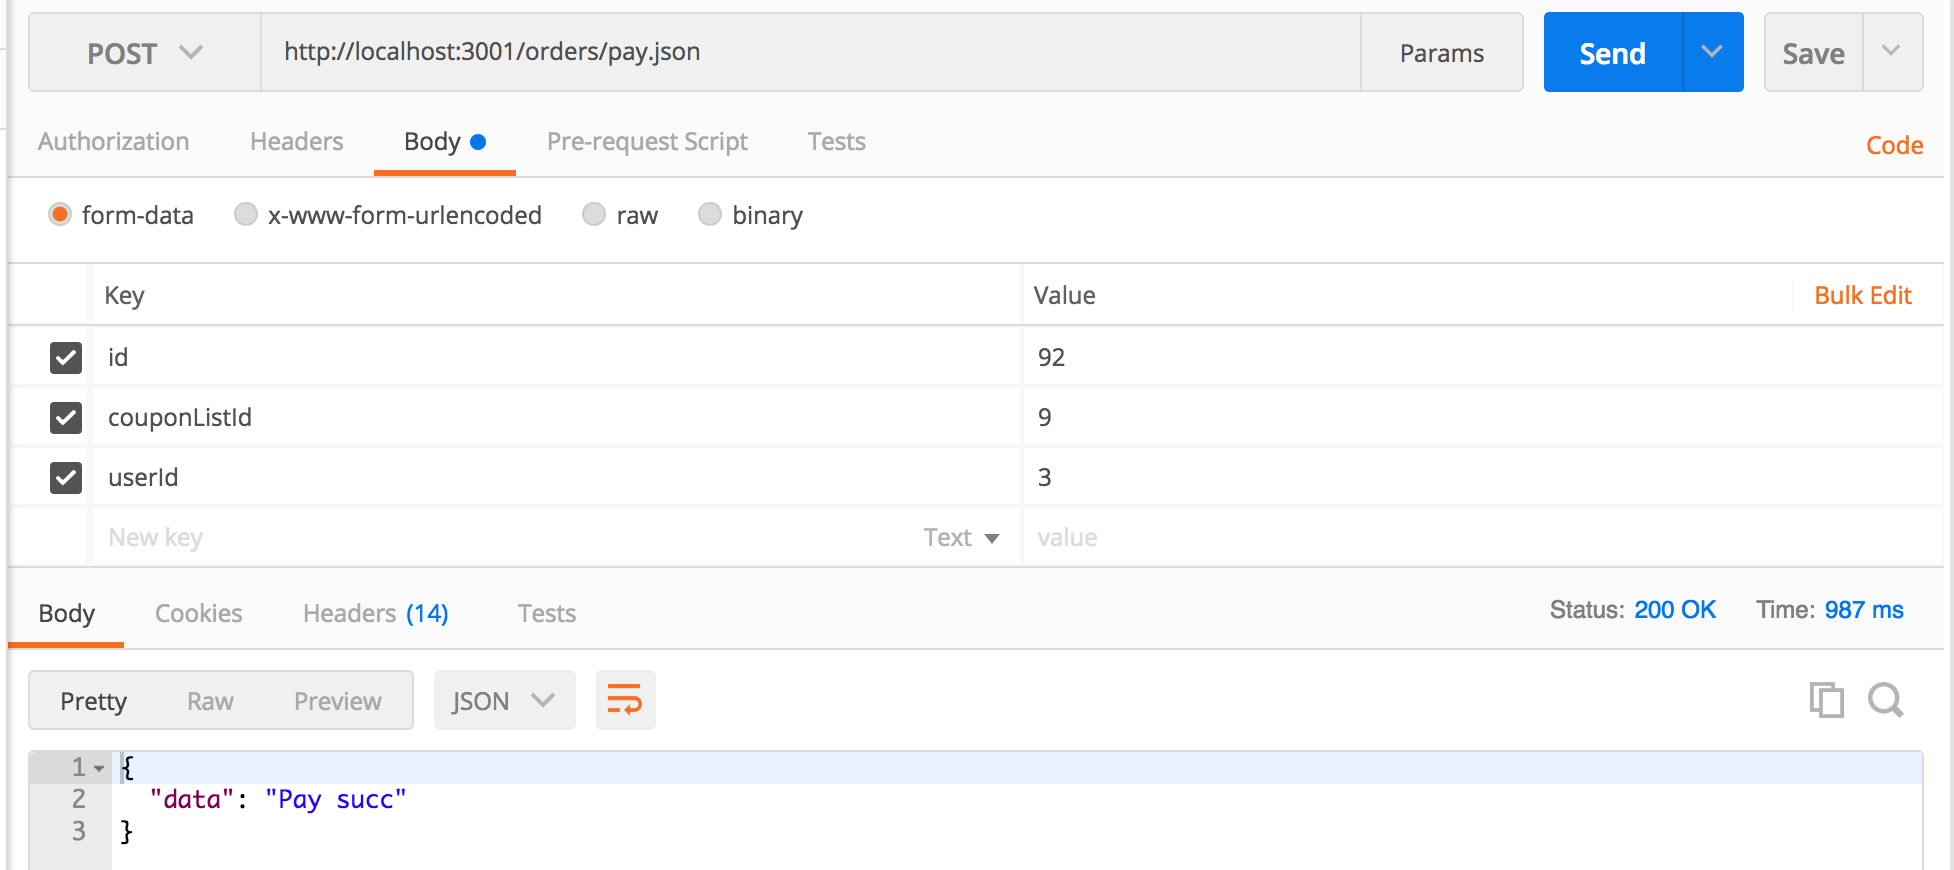 POST http://localhost:3001/orders/pay.json Params Send Save
Authorization Headers Body Pre-request Script Tests Code
form-data x-www-form-urlencoded raw binary
Key Value Bulk Edit
id 92
couponListId 9
userId 3
New key Text value
Body Cookies Headers (14) Tests Status: 200 OK Time: 987 ms
Pretty Raw Preview JSON
1 {
2 "data": "Pay succ"
3 }